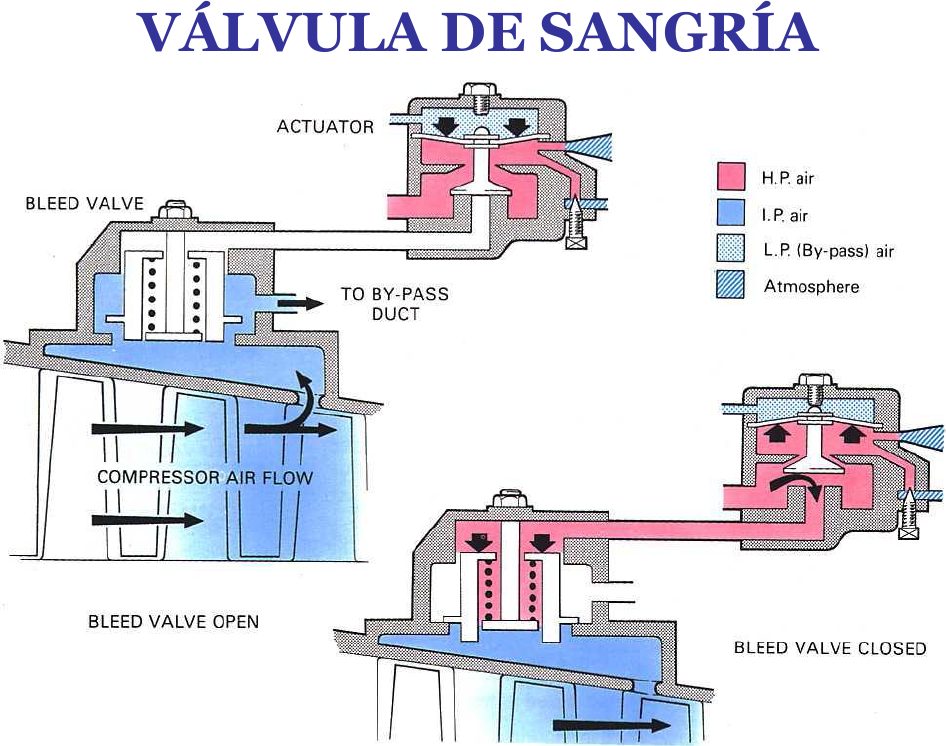 VÁLVULA DE SANGRÍA
ACTUATOR
BLEED VALVE
H.P. air
I.P. air
L.P. (By-pass) air
Atmosphere
TO BY-PASS
DUCT
COMPRESSOR AIR FLOW
BLEED VALVE OPEN
BLEED VALVE CLOSED